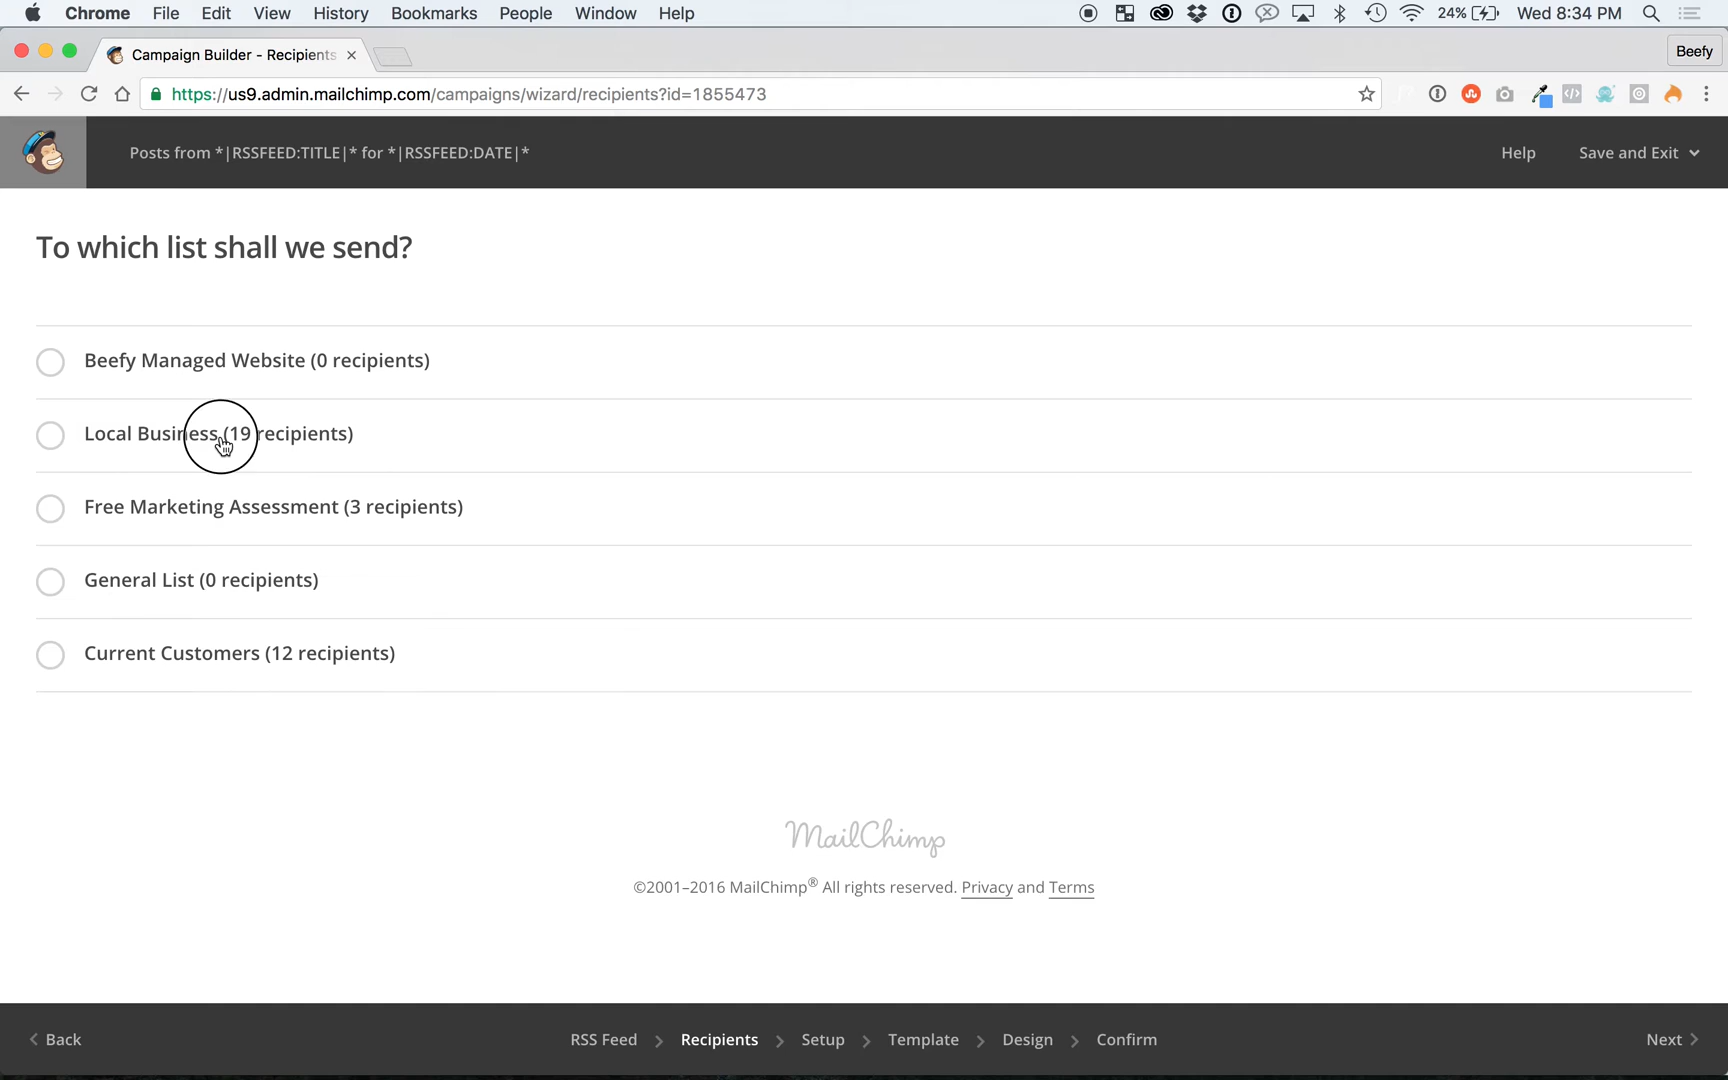 Chrome File Edit View History Bookmarks People Window Help 24% Wed 8:34 PM
Campaign Builder - Recipients Beefy
https://us9.admin.mailchimp.com/campaigns/wizard/recipients?id=1855473
Posts from *|RSSFEED:TITLE|* for *|RSSFEED:DATE|* Help Save and Exit
To which list shall we send?
Beefy Managed Website (0 recipients)
Local Business (19 recipients)
Free Marketing Assessment (3 recipients)
General List (0 recipients)
Current Customers (12 recipients)
MailChimp
©2001–2016 MailChimp® All rights reserved. Privacy and Terms
Back RSS Feed Recipients Setup Template Design Confirm Next